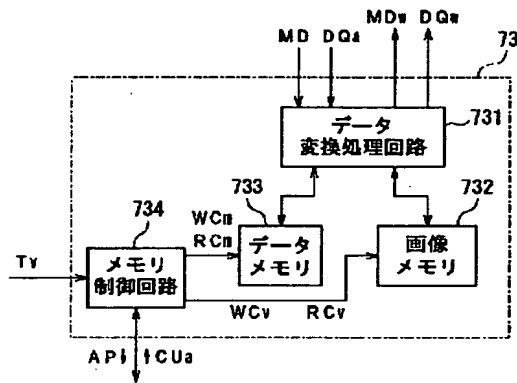 MDw DQw
MD DQa
73
データ
変換処理回路
731
733
732
734
WCm
RCm
データ
メモリ
画像
メモリ
Tv
メモリ
制御回路
WCv RCv
AP CUa